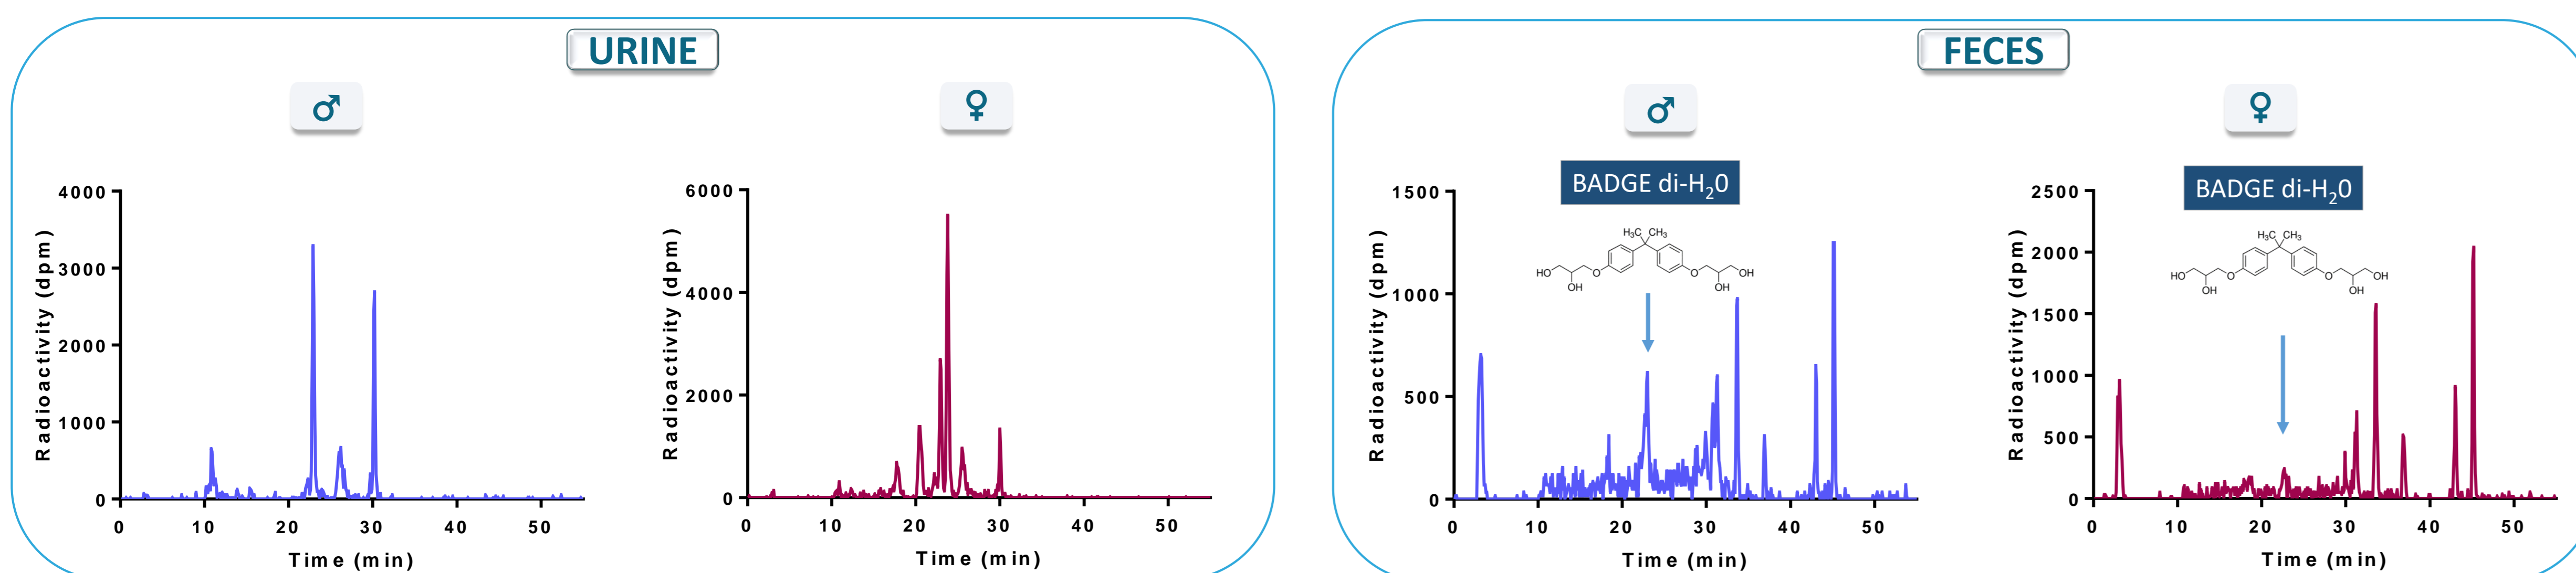 URINE
♂
♀
4000
3000
2000
1000
0
Radioactivity (dpm)
0 10 20 30 40 50
Time (min)
6000
4000
2000
0
Radioactivity (dpm)
0 10 20 30 40 50
Time (min)
FECES
♂
♀
BADGE di-H₂0
H₃C CH₃
HO O O OH
OH OH
1500
1000
500
0
Radioactivity (dpm)
0 10 20 30 40 50
Time (min)
BADGE di-H₂0
H₃C CH₃
HO O O OH
OH OH
2500
2000
1500
1000
500
0
Radioactivity (dpm)
0 10 20 30 40 50
Time (min)